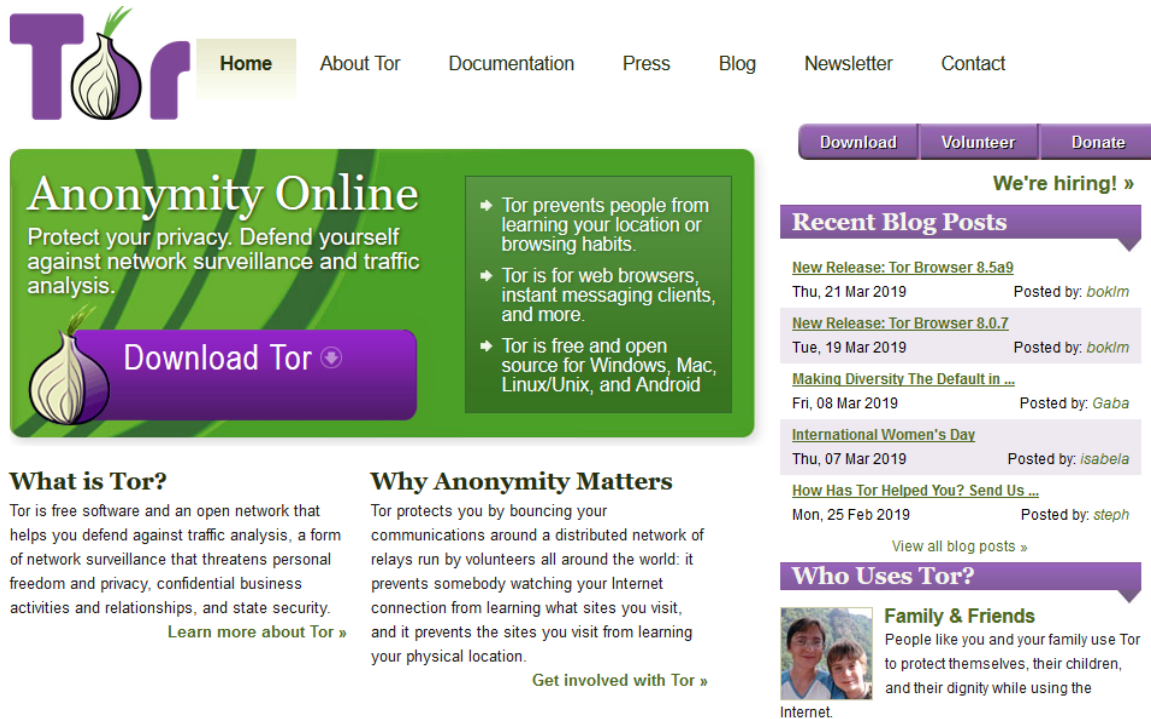 Tor
Home
About Tor
Documentation
Press
Blog
Newsletter
Contact
Download
Volunteer
Donate
We're hiring! »
Anonymity Online
Protect your privacy. Defend yourself
against network surveillance and traffic
analysis.
Download Tor
Tor prevents people from
learning your location or
browsing habits.
Tor is for web browsers,
instant messaging clients,
and more.
Tor is free and open
source for Windows, Mac,
Linux/Unix, and Android
What is Tor?
Tor is free software and an open network that
helps you defend against traffic analysis, a form
of network surveillance that threatens personal
freedom and privacy, confidential business
activities and relationships, and state security.
Learn more about Tor »
Why Anonymity Matters
Tor protects you by bouncing your
communications around a distributed network of
relays run by volunteers all around the world: it
prevents somebody watching your Internet
connection from learning what sites you visit,
and it prevents the sites you visit from learning
your physical location.
Get involved with Tor »
Recent Blog Posts
New Release: Tor Browser 8.5a9
Thu, 21 Mar 2019 Posted by: boklm
New Release: Tor Browser 8.0.7
Tue, 19 Mar 2019 Posted by: boklm
Making Diversity The Default in ...
Fri, 08 Mar 2019 Posted by: Gaba
International Women's Day
Thu, 07 Mar 2019 Posted by: isabela
How Has Tor Helped You? Send Us ...
Mon, 25 Feb 2019 Posted by: steph
View all blog posts »
Who Uses Tor?
Family & Friends
People like you and your family use Tor
to protect themselves, their children,
and their dignity while using the
Internet.